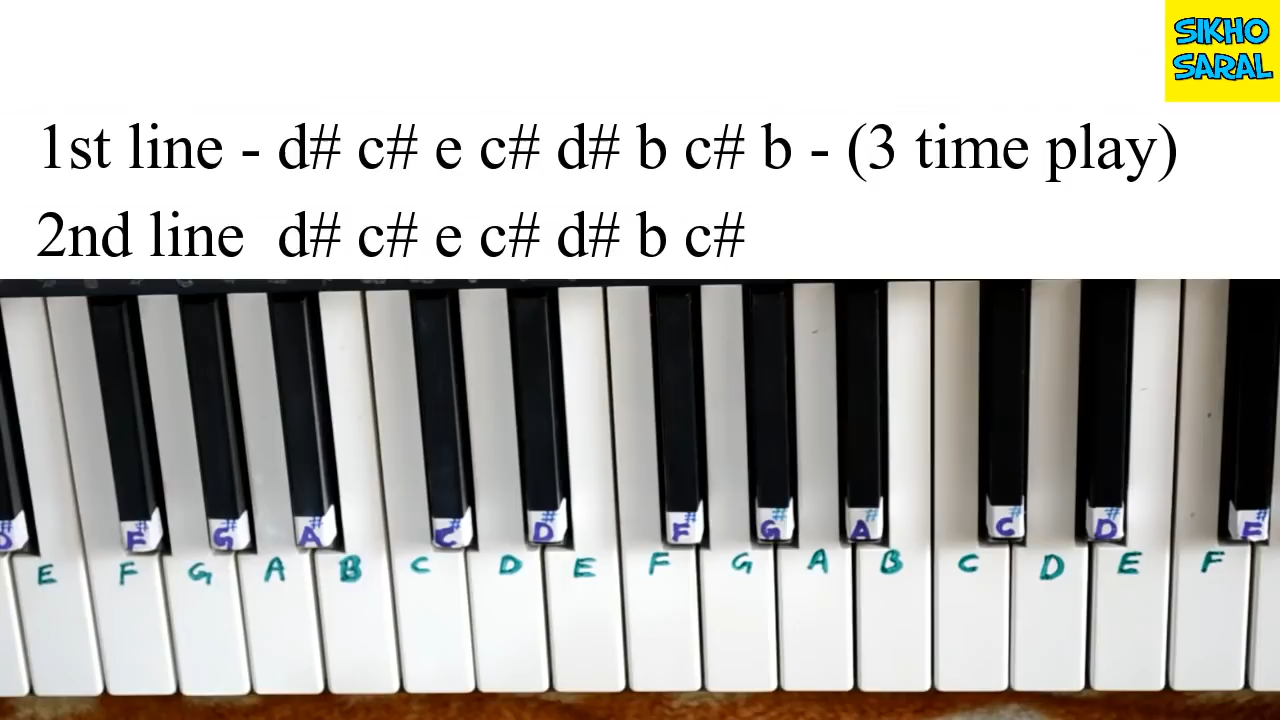 SIKHO
SARAL
1st line - d# c# e c# d# b c# b - (3 time play)
2nd line d# c# e c# d# b c#
D F# G# A# C# D# F# G# A# C# D# F#
E F G A B C D E F G A B C D E F